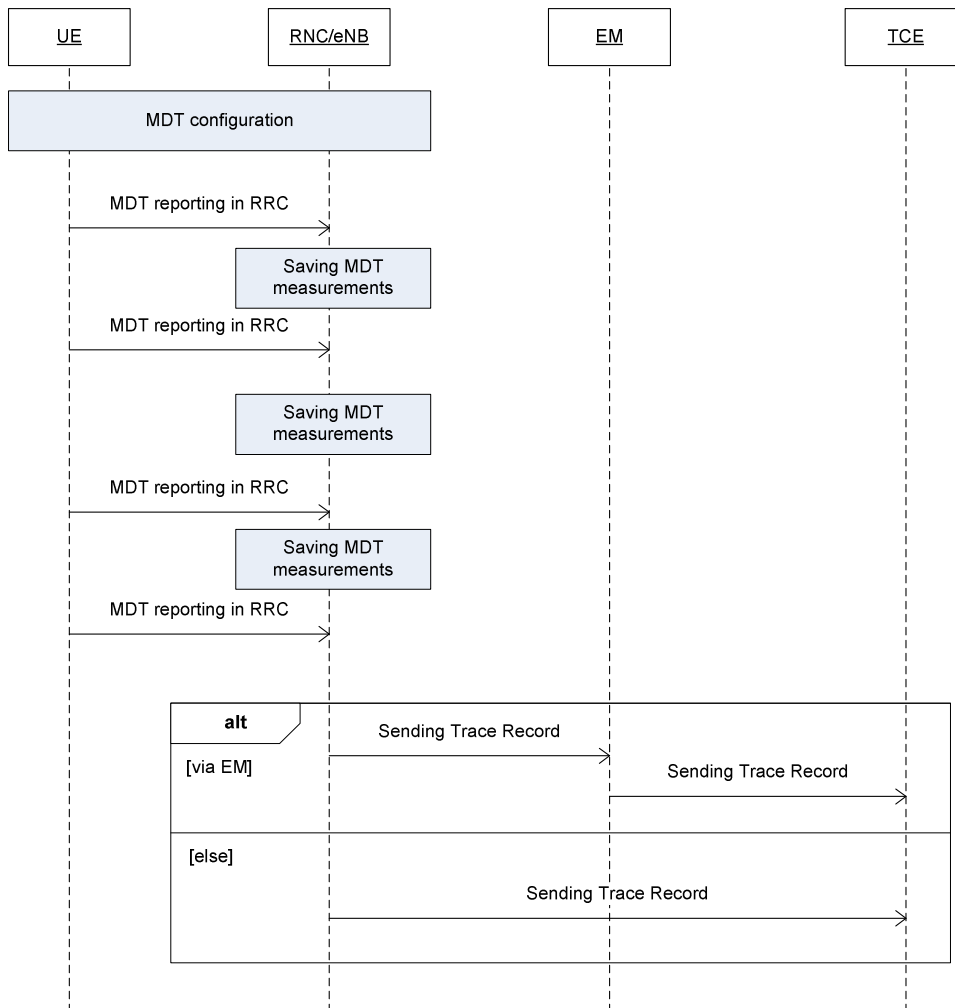 UE
RNC/eNB
EM
TCE
MDT configuration
MDT reporting in RRC
Saving MDT
measurements
MDT reporting in RRC
Saving MDT
measurements
MDT reporting in RRC
Saving MDT
measurements
MDT reporting in RRC
alt
Sending Trace Record
[via EM]
Sending Trace Record
[else]
Sending Trace Record